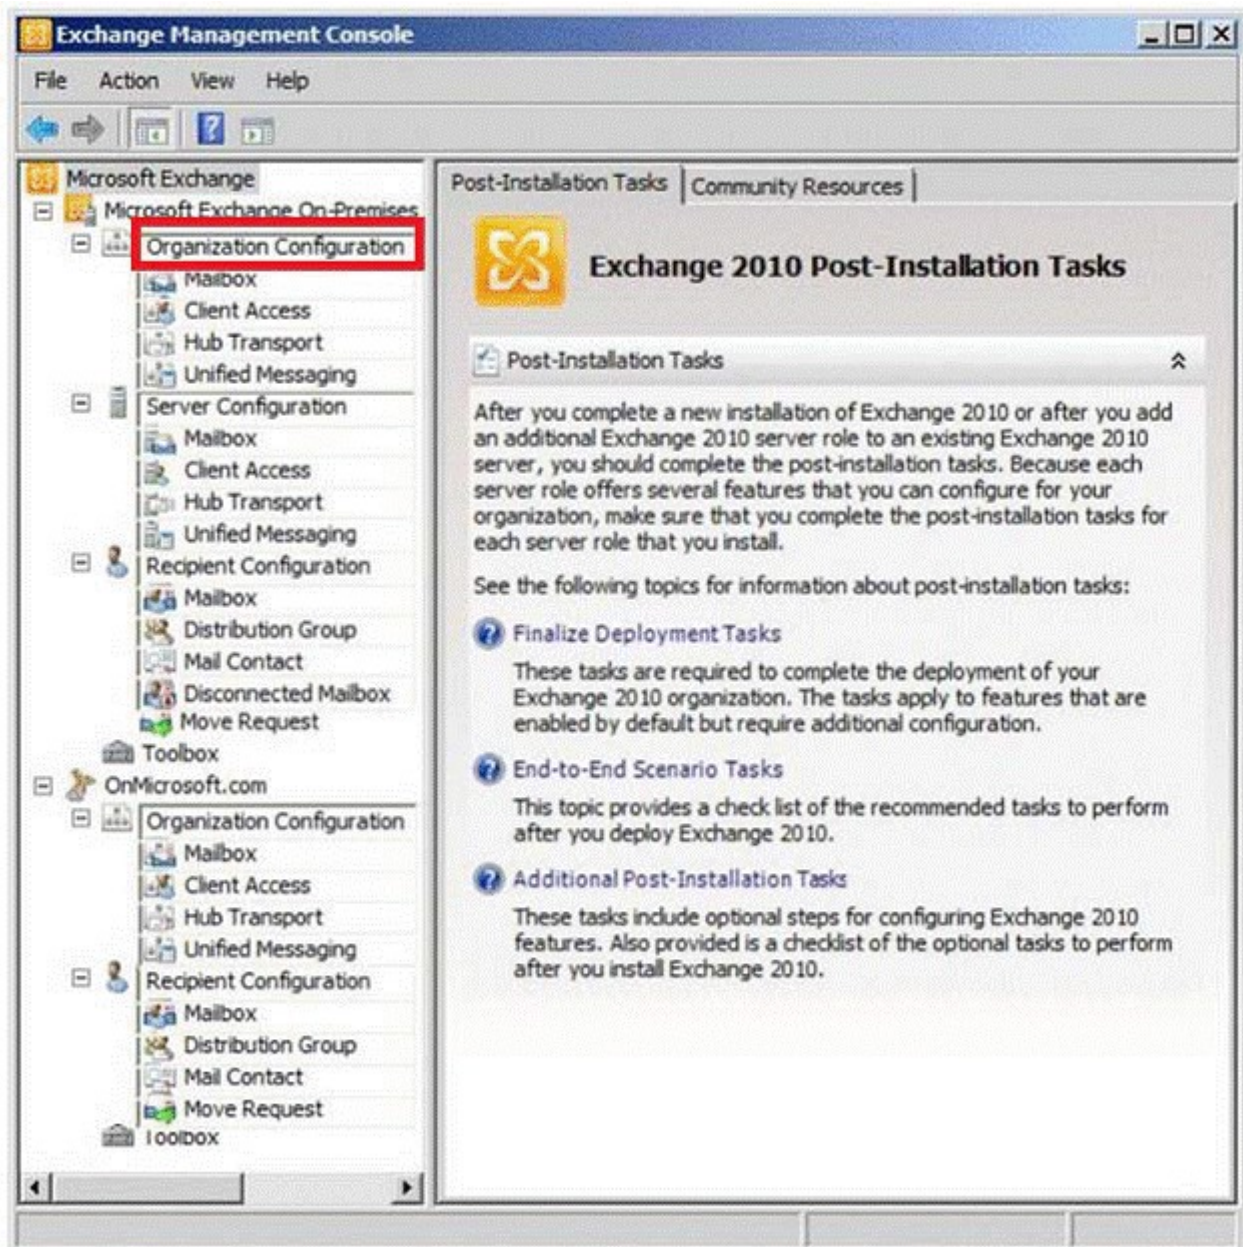 Exchange Management Console
File Action View Help
Microsoft Exchange
Microsoft Exchange On-Premises
Organization Configuration
Mailbox
Client Access
Hub Transport
Unified Messaging
Server Configuration
Mailbox
Client Access
Hub Transport
Unified Messaging
Recipient Configuration
Mailbox
Distribution Group
Mail Contact
Disconnected Mailbox
Move Request
Toolbox
OnMicrosoft.com
Organization Configuration
Mailbox
Client Access
Hub Transport
Unified Messaging
Recipient Configuration
Mailbox
Distribution Group
Mail Contact
Move Request
Toolbox
Post-Installation Tasks
Community Resources
Exchange 2010 Post-Installation Tasks
Post-Installation Tasks
After you complete a new installation of Exchange 2010 or after you add
an additional Exchange 2010 server role to an existing Exchange 2010
server, you should complete the post-installation tasks. Because each
server role offers several features that you can configure for your
organization, make sure that you complete the post-installation tasks for
each server role that you install.
See the following topics for information about post-installation tasks:
Finalize Deployment Tasks
These tasks are required to complete the deployment of your
Exchange 2010 organization. The tasks apply to features that are
enabled by default but require additional configuration.
End-to-End Scenario Tasks
This topic provides a check list of the recommended tasks to perform
after you deploy Exchange 2010.
Additional Post-Installation Tasks
These tasks include optional steps for configuring Exchange 2010
features. Also provided is a checklist of the optional tasks to perform
after you install Exchange 2010.